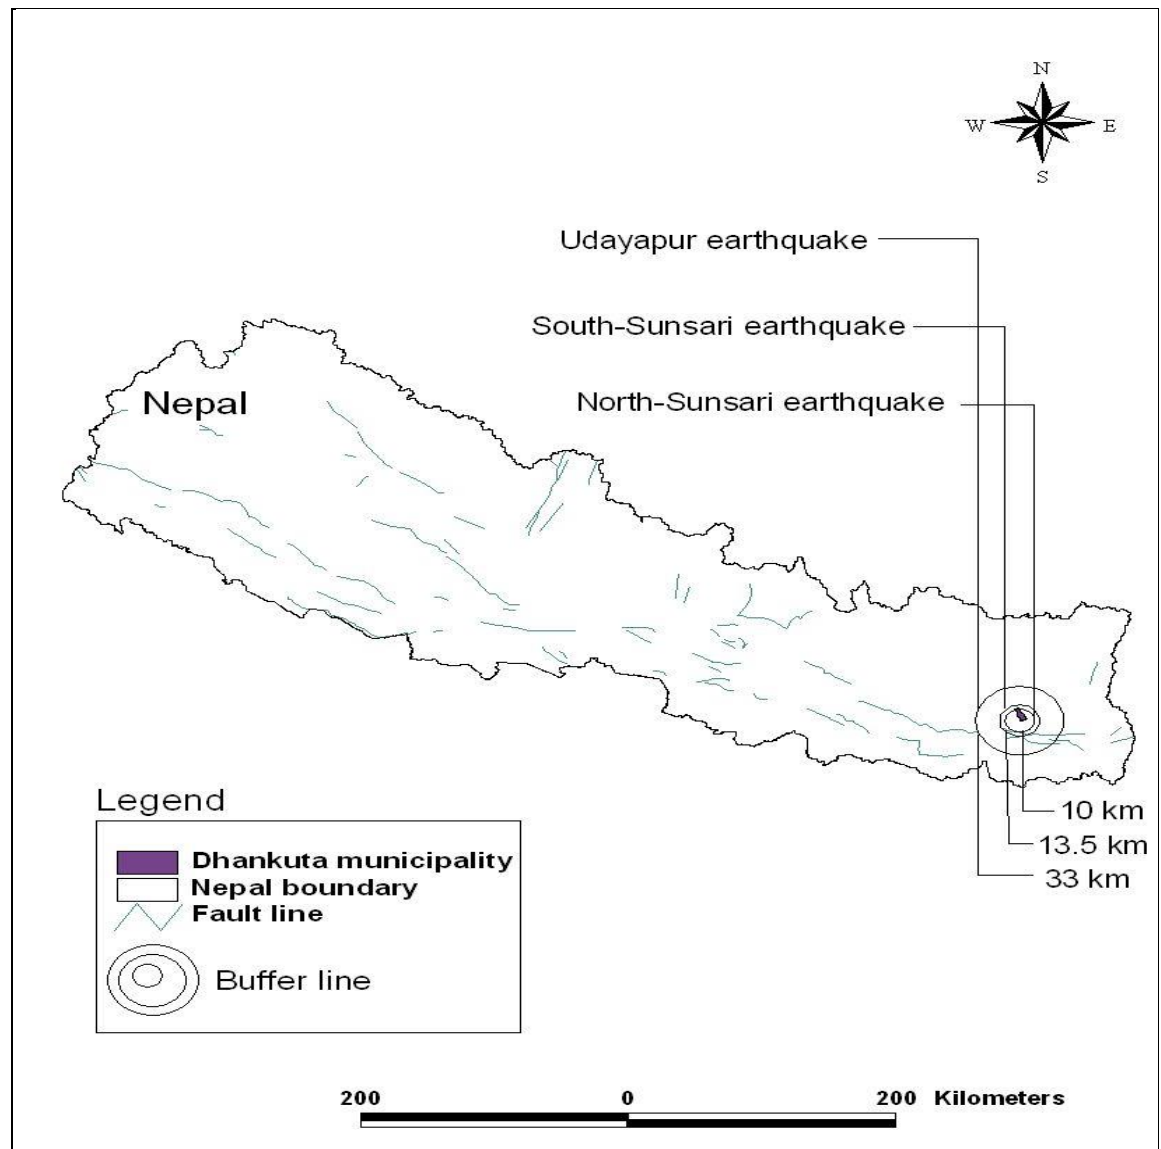 N
W E
S
Udayapur earthquake
South-Sunsari earthquake
North-Sunsari earthquake
Nepal
10 km
13.5 km
33 km
Legend
Dhankuta municipality
Nepal boundary
Fault line
Buffer line
200 0 200 Kilometers